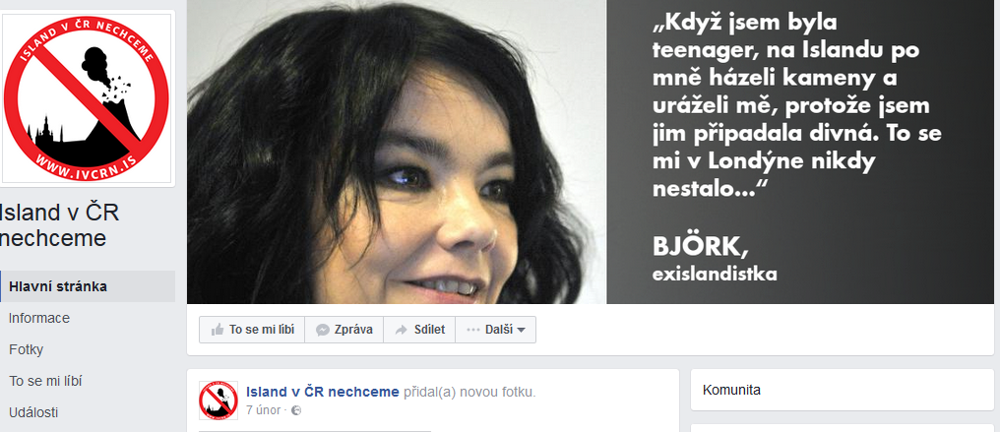 ISLAND V ČR NECHCEME
WWW.IVCRN.IS
Island v ČR
nechceme
Hlavní stránka
Informace
Fotky
To se mi líbí
Události
„Když jsem byla
teenager, na Islandu po
mně házeli kameny a
uráželi mě, protože jsem
jim připadala divná. To se
mi v Londýne nikdy
nestalo...“
BJÖRK,
exislandistka
To se mi líbí
Zpráva
Sdílet
Další
Island v ČR nechceme přidal(a) novou fotku.
7 únor ·
Komunita